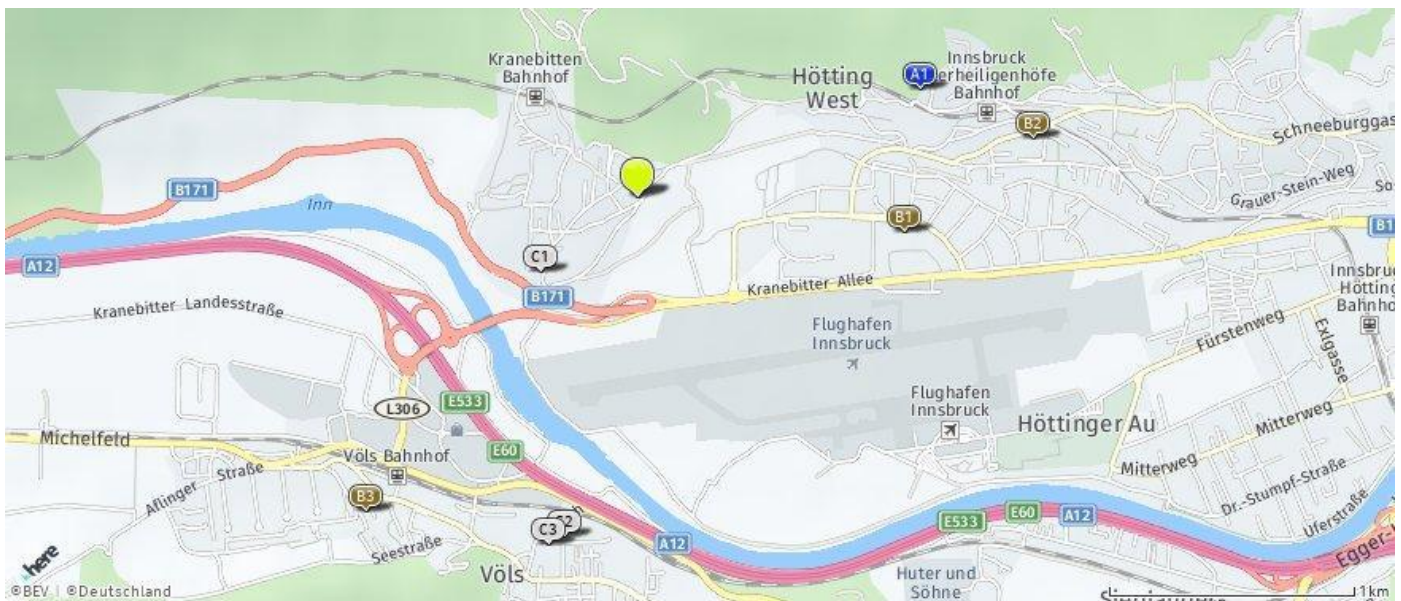 Kranebitten
Bahnhof
Hötting
West
A1
Innsbruck
erheiligenhöfe
Bahnhof
B2
Schneeburggas
B171
Inn
Grauer-Stein-Weg
So
B1
B1
A12
C1
B171
Kranebitter Allee
Innsbruc
Hötting
Bahnho
Kranebitter Landesstraße
Flughafen
Innsbruck
Fürstenweg
Exlgasse
L306
E533
Flughafen
Innsbruck
Höttinger Au
Mitterweg
Michelfeld
E60
Völs Bahnhof
Mitterweg
Aflinger Straße
B3
Dr.-Stumpf-Straße
C3
C2
E533
E60
A12
Uferstraße
Seestraße
A12
Egger-
here
Völs
Huter und
Söhne
©BEV | ©Deutschland
1km